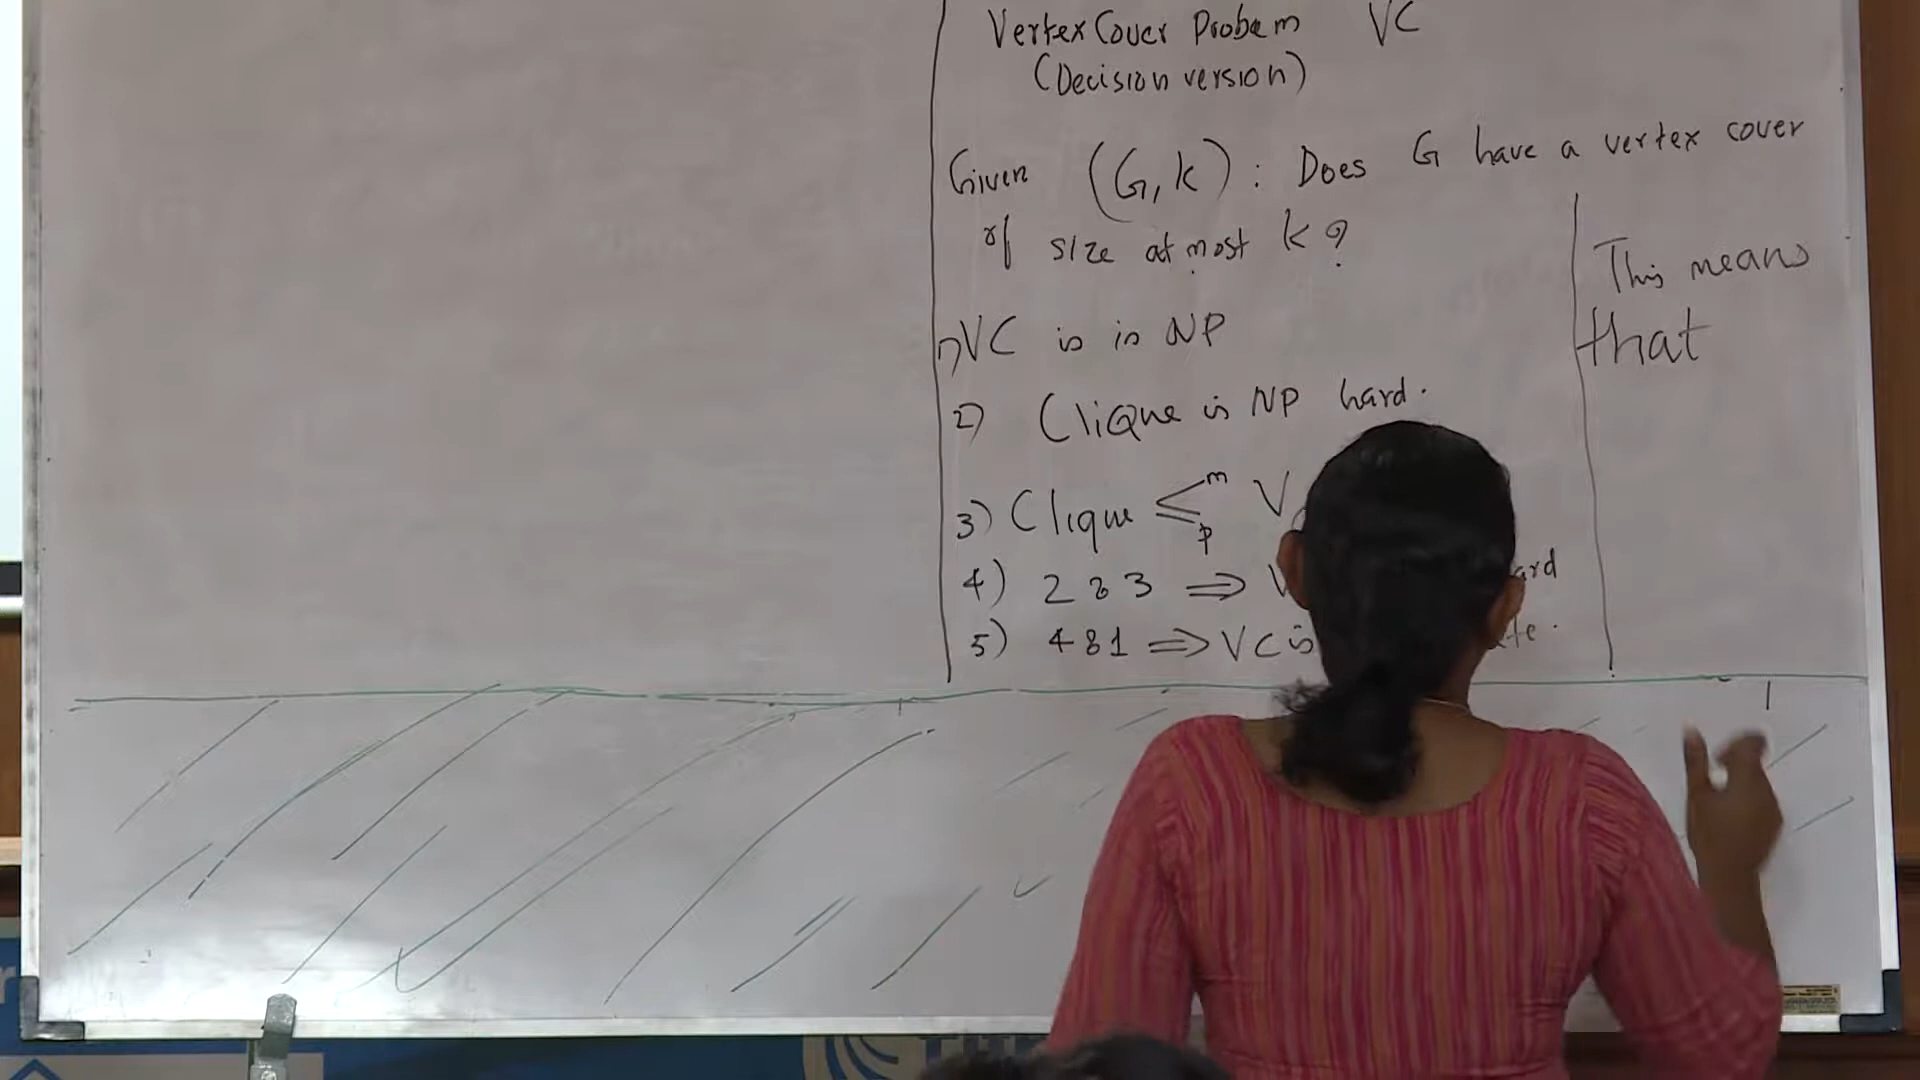 Vertex Cover Probem VC
(Decision version)
Given (G, k) : Does G have a vertex cover
of size at most k?
1) VC is in NP
2) Clique is NP hard.
3) Clique ≤ᵐₚ V
4) 2 & 3 ⇒ V
5) 4 & 1 ⇒ VC is
This means
that